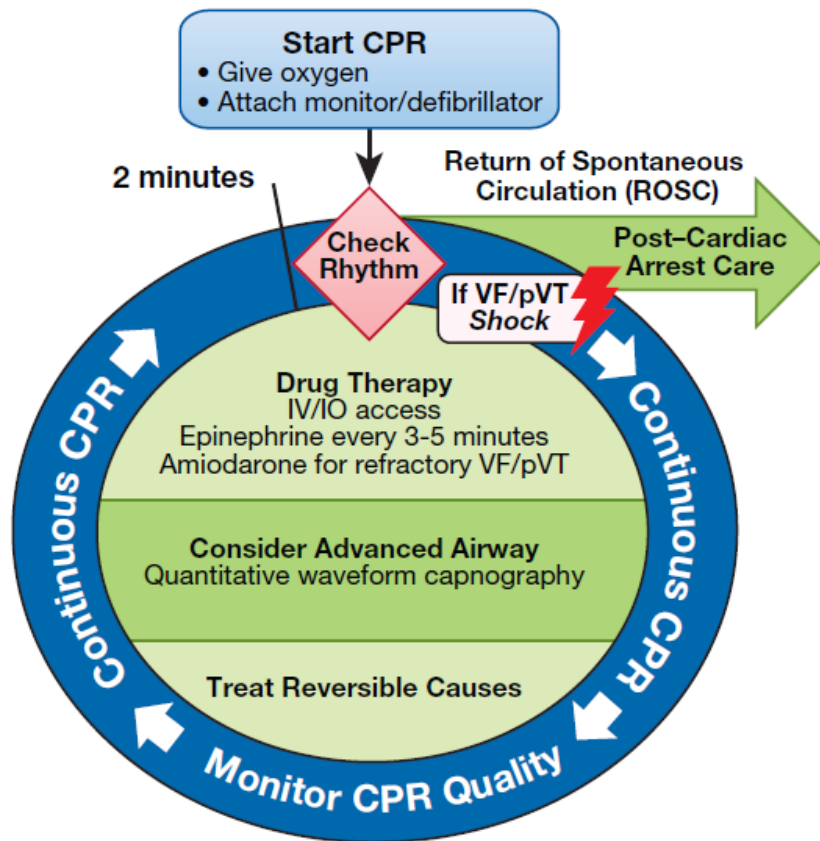 Start CPR
• Give oxygen
• Attach monitor/defibrillator
2 minutes
Return of Spontaneous
Circulation (ROSC)
Check
Rhythm
Post–Cardiac
Arrest Care
If VF/pVT
Shock
Drug Therapy
IV/IO access
Epinephrine every 3-5 minutes
Amiodarone for refractory VF/pVT
Consider Advanced Airway
Quantitative waveform capnography
Treat Reversible Causes
Continuous CPR
Monitor CPR Quality
Continuous CPR